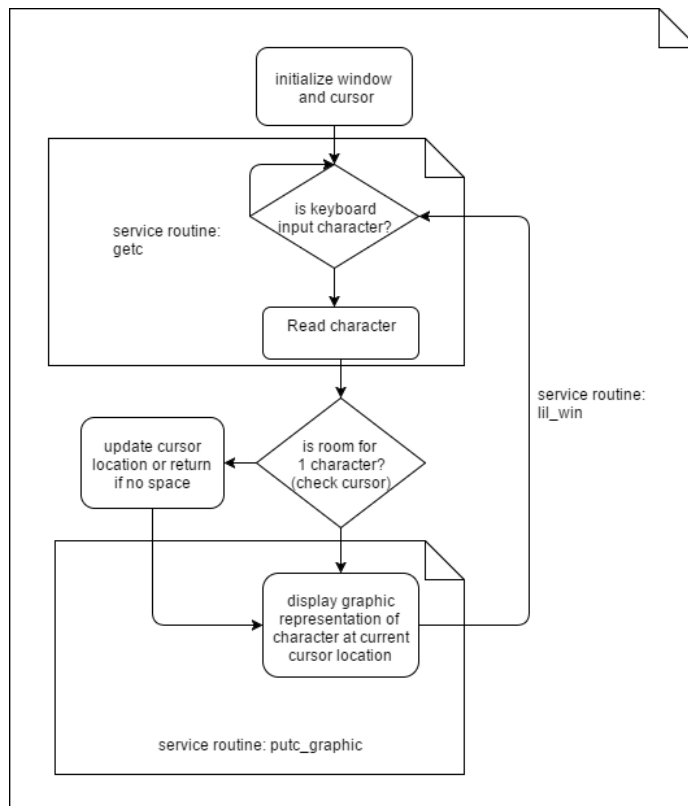 initialize window
and cursor
is keyboard
input character?
service routine:
getc
Read character
service routine:
lil_win
update cursor
location or return
if no space
is room for
1 character?
(check cursor)
display graphic
representation of
character at current
cursor location
service routine: putc_graphic